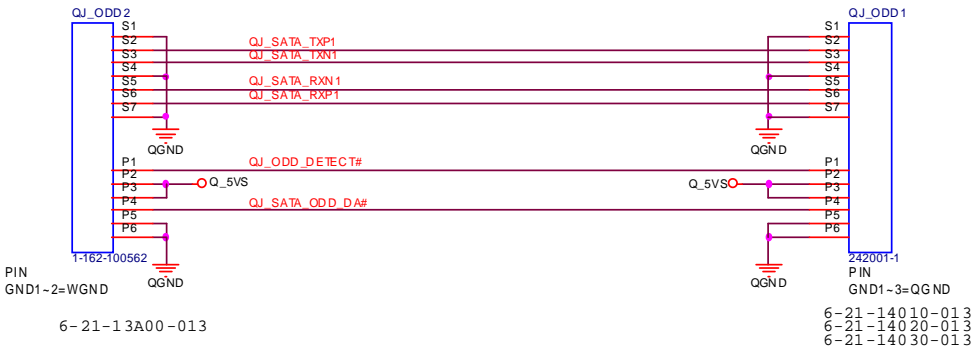 QJ_ODD2
QJ_ODD1
S1
S2
S3
S4
S5
S6
S7
QJ_SATA_TXP1
QJ_SATA_TXN1
QJ_SATA_RXN1
QJ_SATA_RXP1
S1
S2
S3
S4
S5
S6
S7
QGND
QGND
P1
P2
P3
P4
P5
P6
QJ_ODD_DETECT#
Q_5VS
Q_5VS
QJ_SATA_ODD_DA#
P1
P2
P3
P4
P5
P6
1-162-100562
242001-1
QGND
QGND
PIN
GND1~2=WGND
PIN
GND1~3=QGND
6-21-13A00-013
6-21-14010-013
6-21-14020-013
6-21-14030-013